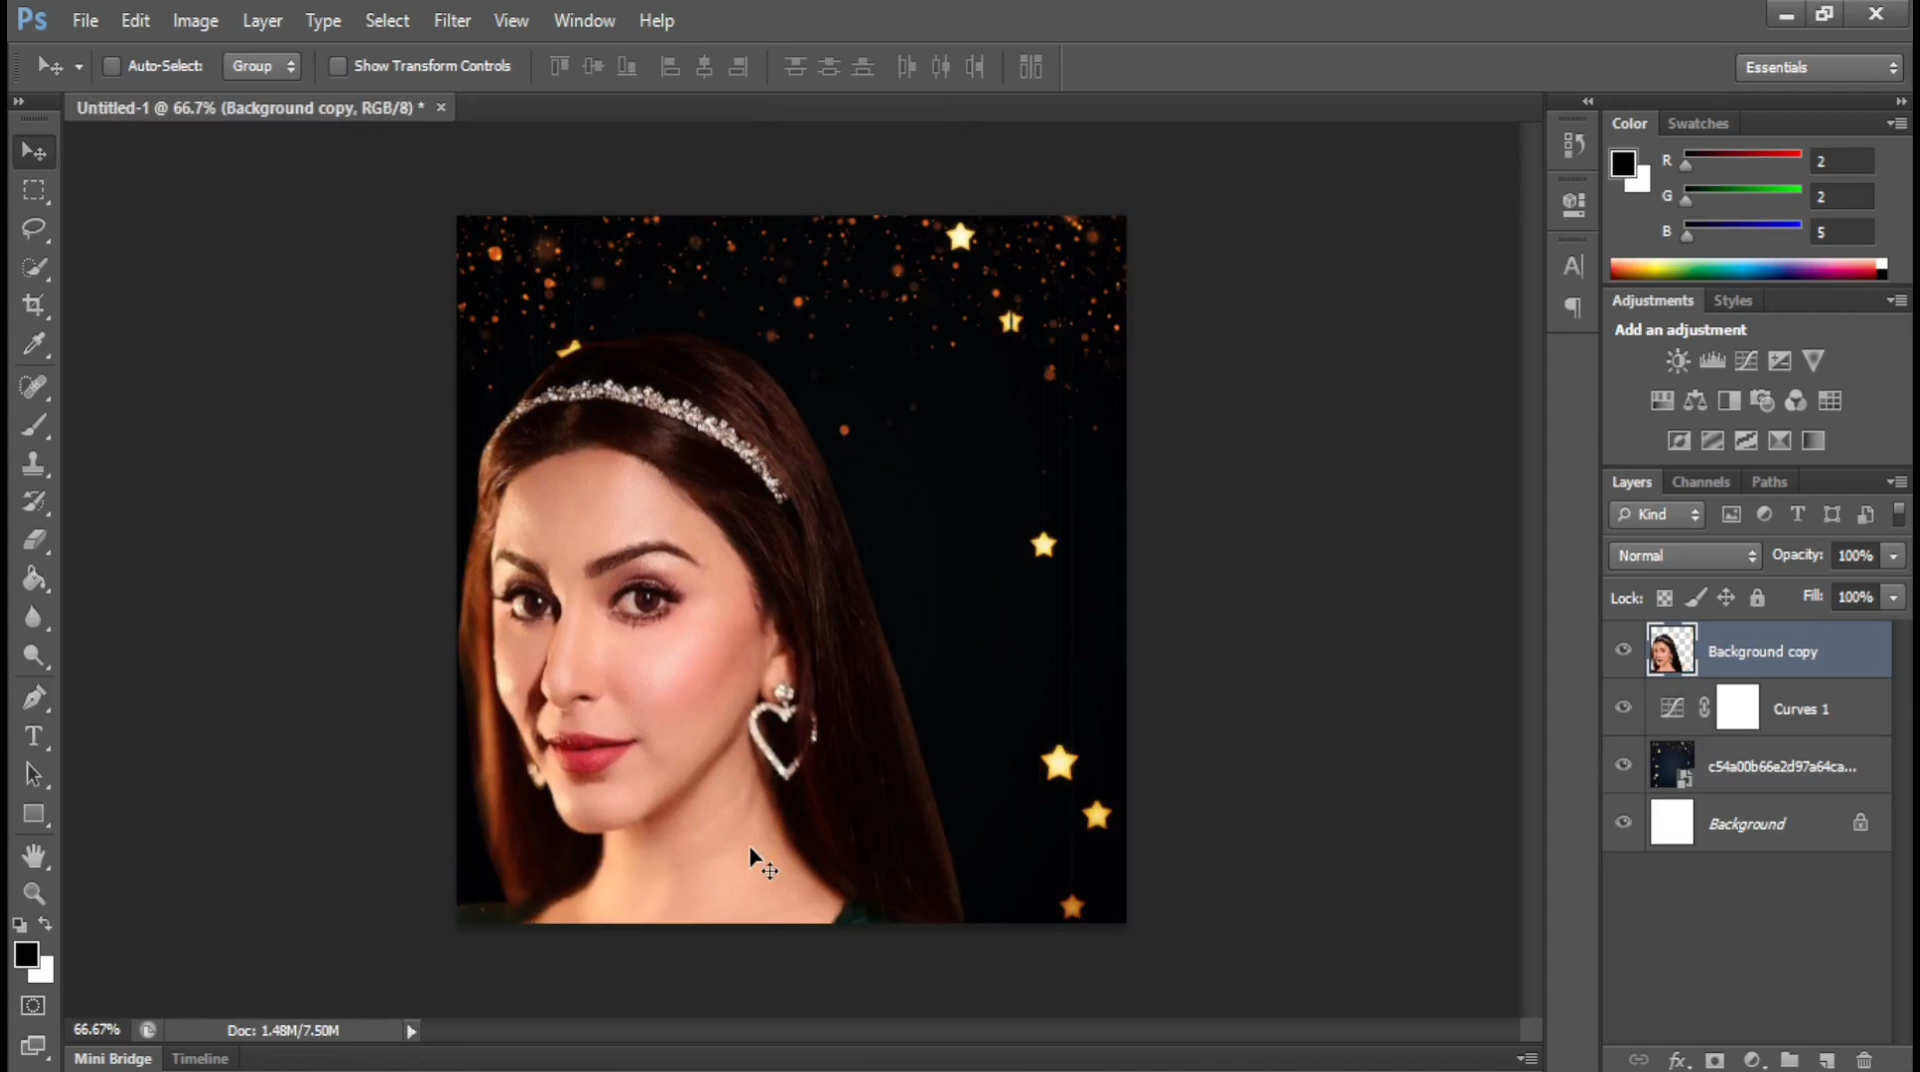 Ps File Edit Image Layer Type Select Filter View Window Help
Auto-Select: Group Show Transform Controls Essentials
Untitled-1 @ 66.7% (Background copy, RGB/8) * ×
Color Swatches
R 2
G 2
B 5
Adjustments Styles
Add an adjustment
Layers Channels Paths
Kind
Normal Opacity: 100%
Lock: Fill: 100%
Background copy
Curves 1
c54a00b66e2d97a64ca...
Background
66.67% Doc: 1.48M/7.50M
Mini Bridge Timeline